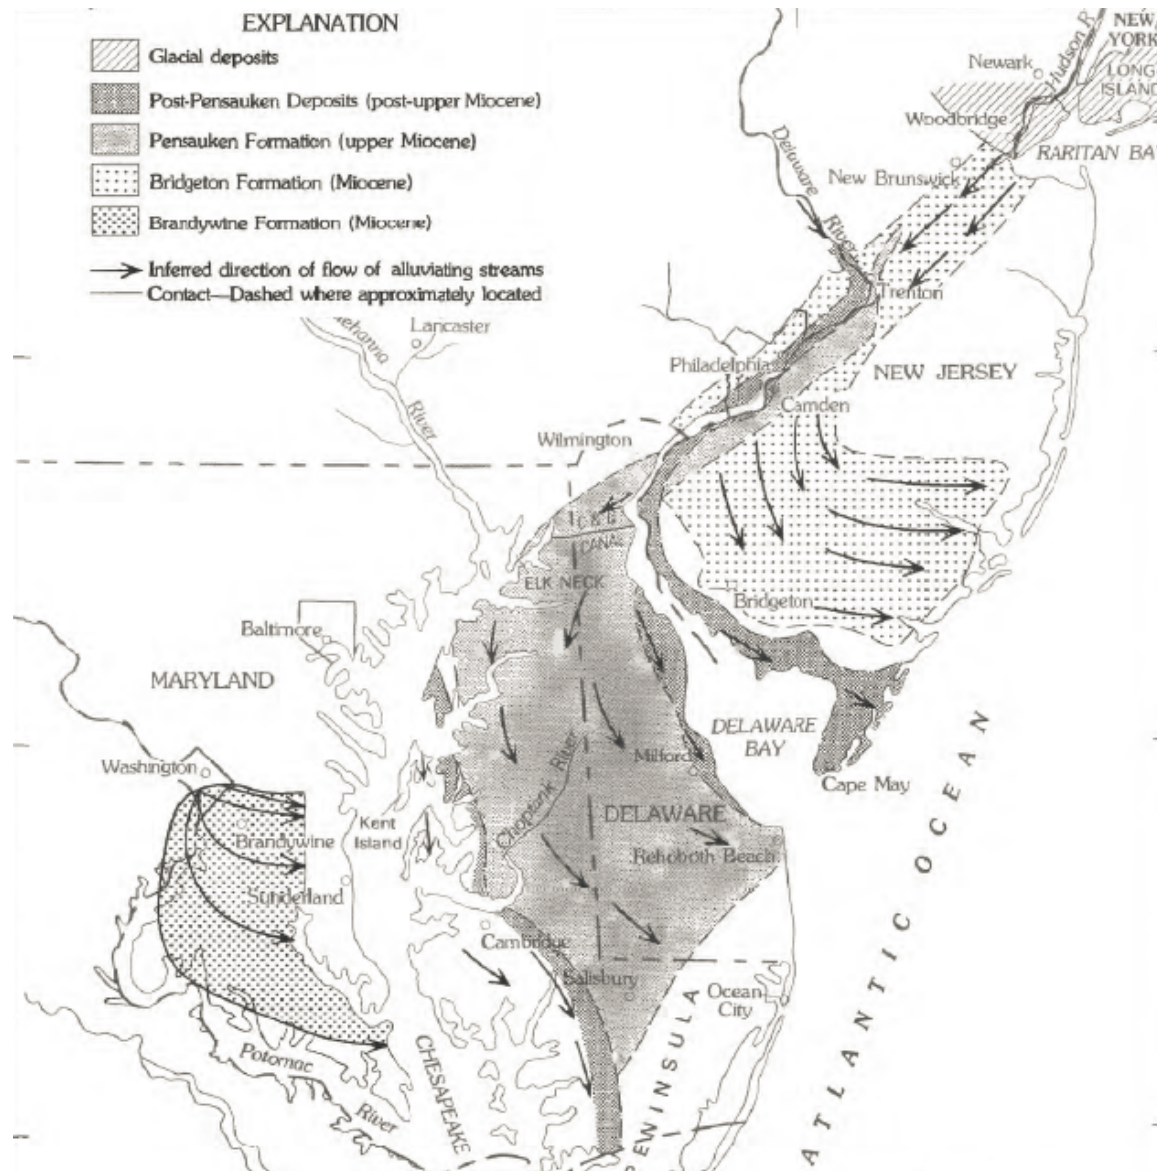 EXPLANATION
Glacial deposits
Post-Pensauken Deposits (post-upper Miocene)
Pensauken Formation (upper Miocene)
Bridgeton Formation (Miocene)
Brandywine Formation (Miocene)
Inferred direction of flow of alluviating streams
Contact—Dashed where approximately located
NEW
YORK
Hudson R
Newark
LONG
ISLAND
Woodbridge
RARITAN BA
Delaware
River
New Brunswick
Trenton
ehanna
River
Lancaster
Philadelphia
NEW JERSEY
Camden
Wilmington
C & D
CANAL
ELK NECK
Bridgeton
Baltimore
MARYLAND
DELAWARE
BAY
Choptank River
Milford
Washington
Cape May
Kent
Island
DELAWARE
Brandywine
Rehoboth Beach
Sunderland
Cambridge
Salisbury
Ocean
City
Potomac
River
CHESAPEAKE
ENINSULA
ATLANTIC OCEAN